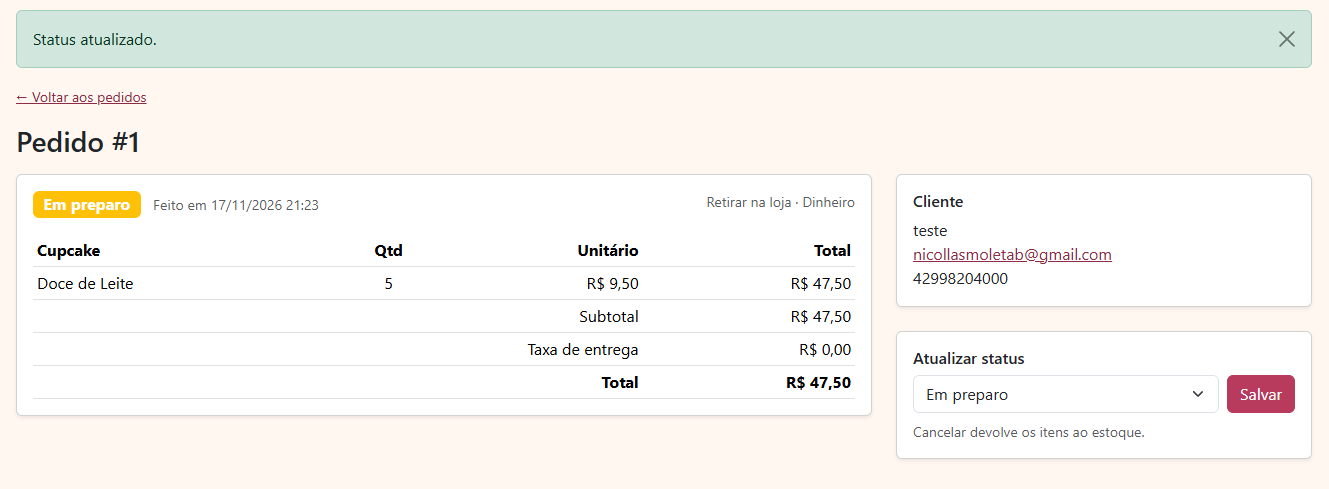 Status atualizado.
← Voltar aos pedidos
Pedido #1
Em preparo Feito em 17/11/2026 21:23 Retirar na loja · Dinheiro
Cupcake Qtd Unitário Total
Doce de Leite 5 R$ 9,50 R$ 47,50
Subtotal R$ 47,50
Taxa de entrega R$ 0,00
Total R$ 47,50
Cliente
teste
nicollasmoletab@gmail.com
42998204000
Atualizar status
Em preparo Salvar
Cancelar devolve os itens ao estoque.